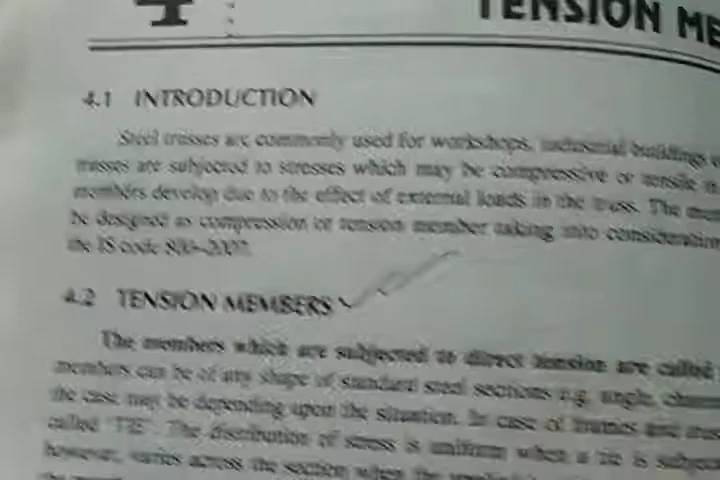 4
TENSION ME
4.1 INTRODUCTION
Steel trusses are commonly used for workshops, industrial buildings
trusses are subjected to stresses which may be compressive or tensile
members develop due to the effect of external loads in the truss. The
be designed as compression or tension member taking into consideration
the IS code 800–2007.
4.2 TENSION MEMBERS
The members which are subjected to direct tension are called
members can be of any shape of standard steel sections e.g. angle,
the case may be depending upon the situation. In case of frames and
called 'TIE'. The distribution of stress is uniform when a tie is
however, varies across the section when the